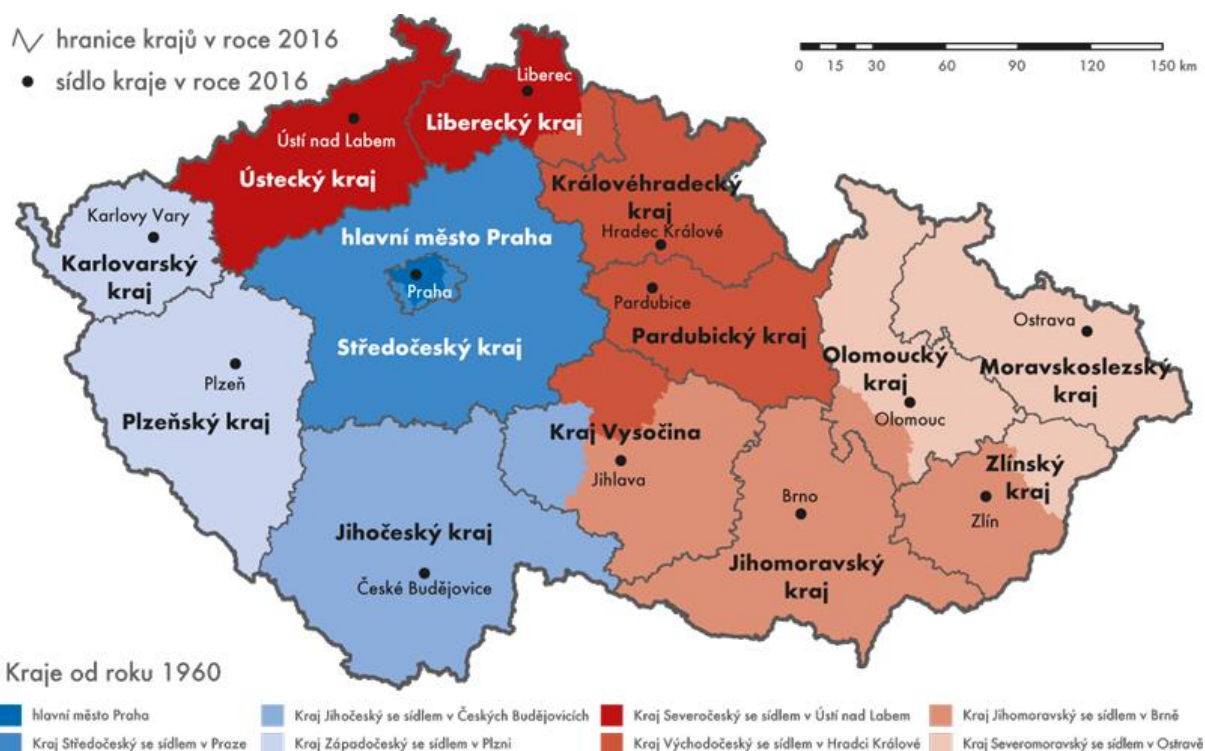 hranice krajů v roce 2016
sídlo kraje v roce 2016
0 15 30 60 90 120 150 km
Liberec
Liberecký kraj
Ústí nad Labem
Ústecký kraj
Královéhradecký
kraj
Hradec Králové
Karlovy Vary
Karlovarský
kraj
hlavní město Praha
Praha
Pardubice
Pardubický kraj
Středočeský kraj
Ostrava
Moravskoslezský
kraj
Olomoucký
kraj
Olomouc
Plzeň
Plzeňský kraj
Kraj Vysočina
Jihlava
Zlínský
kraj
Zlín
Brno
Jihočeský kraj
České Budějovice
Jihomoravský
kraj
Kraje od roku 1960
hlavní město Praha
Kraj Jihočeský se sídlem v Českých Budějovicích
Kraj Severočeský se sídlem v Ústí nad Labem
Kraj Jihomoravský se sídlem v Brně
Kraj Středočeský se sídlem v Praze
Kraj Západočeský se sídlem v Plzni
Kraj Východočeský se sídlem v Hradci Králové
Kraj Severomoravský se sídlem v Ostravě